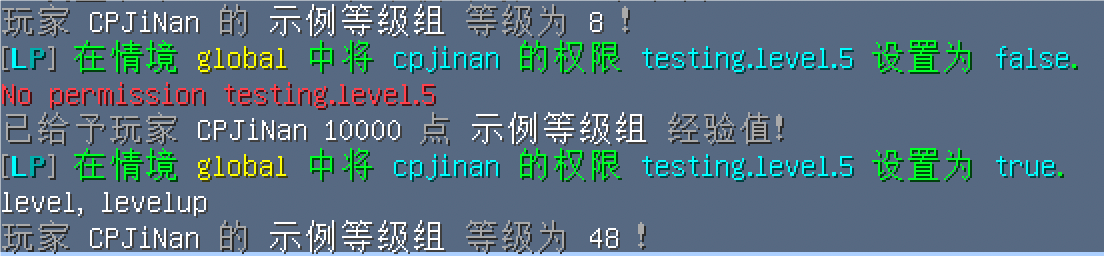 玩家 CPJiNan 的 示例等级组 等级为 8 !
[LP] 在情境 global 中将 cpjinan 的权限 testing.level.5 设置为 false.
No permission testing.level.5
已给予玩家 CPJiNan 10000 点 示例等级组 经验值!
[LP] 在情境 global 中将 cpjinan 的权限 testing.level.5 设置为 true.
level, levelup
玩家 CPJiNan 的 示例等级组 等级为 48 !